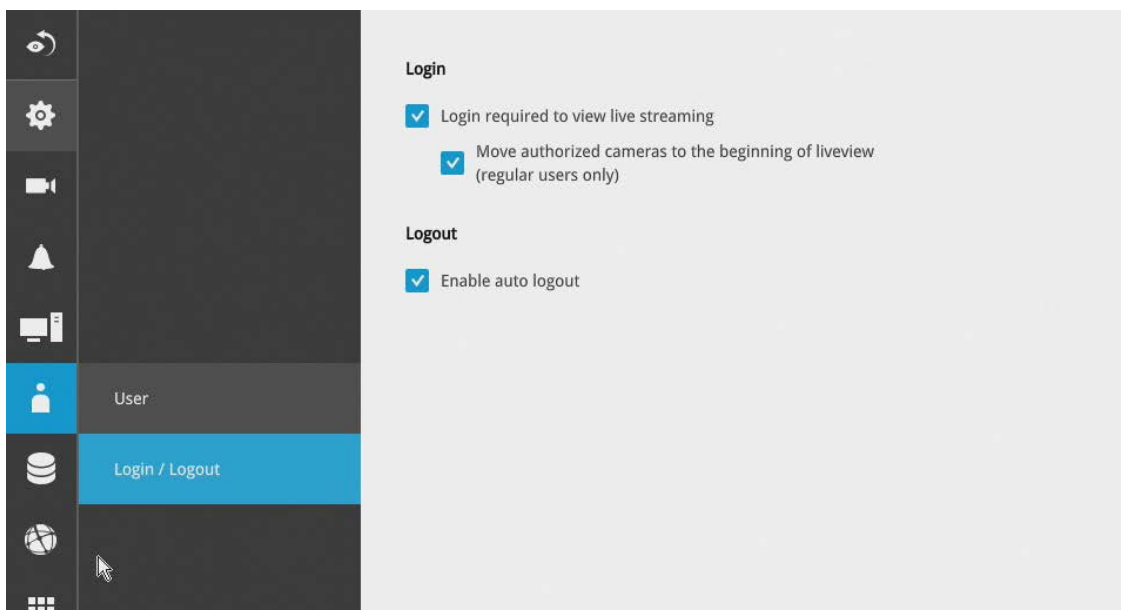 Login
Login required to view live streaming
Move authorized cameras to the beginning of liveview
(regular users only)
Logout
Enable auto logout
User
Login / Logout